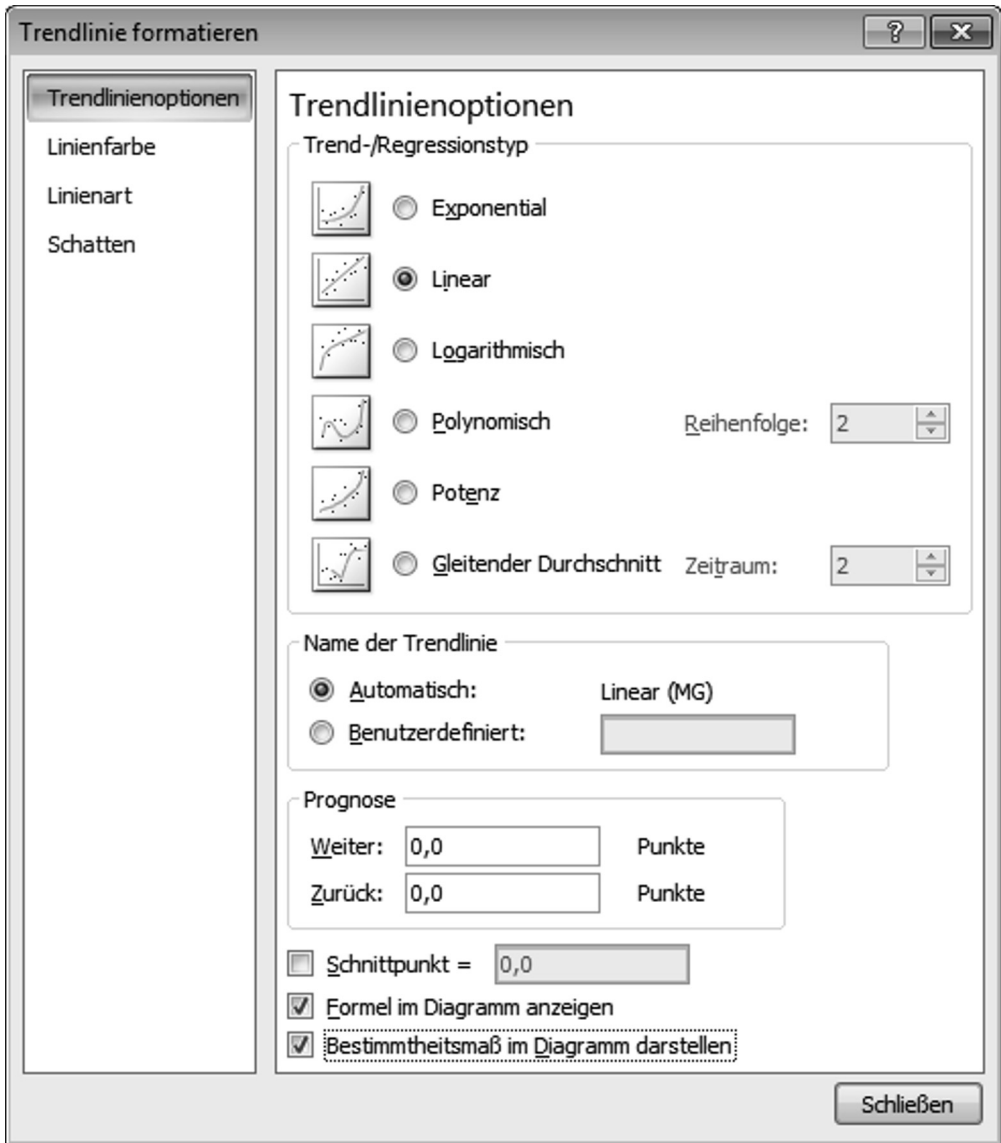 Trendlinie formatieren
?
Trendlinienoptionen
Linienfarbe
Linienart
Schatten
Trendlinienoptionen
Trend-/Regressionstyp
Exponential
Linear
Logarithmisch
Polynomisch Reihenfolge: 2
Potenz
Gleitender Durchschnitt Zeitraum: 2
Name der Trendlinie
Automatisch: Linear (MG)
Benutzerdefiniert:
Prognose
Weiter: 0,0 Punkte
Zurück: 0,0 Punkte
Schnittpunkt = 0,0
Formel im Diagramm anzeigen
Bestimmtheitsmaß im Diagramm darstellen
Schließen